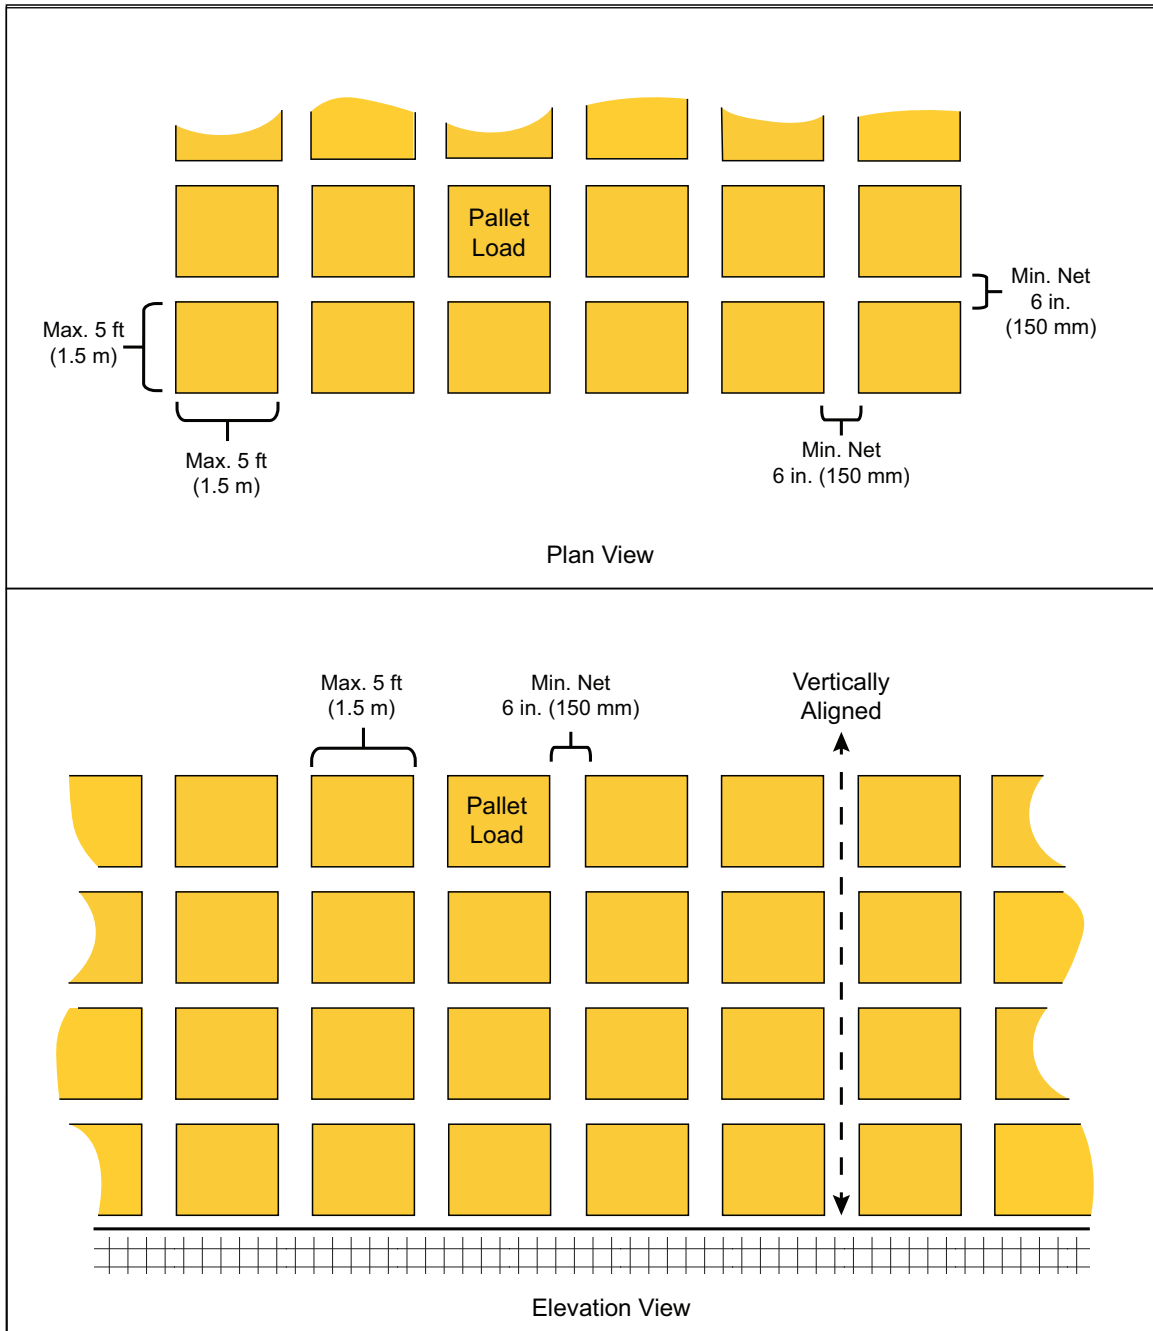 Pallet
Load
Min. Net
6 in.
(150 mm)
Max. 5 ft
(1.5 m)
Max. 5 ft
(1.5 m)
Min. Net
6 in. (150 mm)
Plan View
Max. 5 ft
(1.5 m)
Min. Net
6 in. (150 mm)
Vertically
Aligned
Pallet
Load
Elevation View